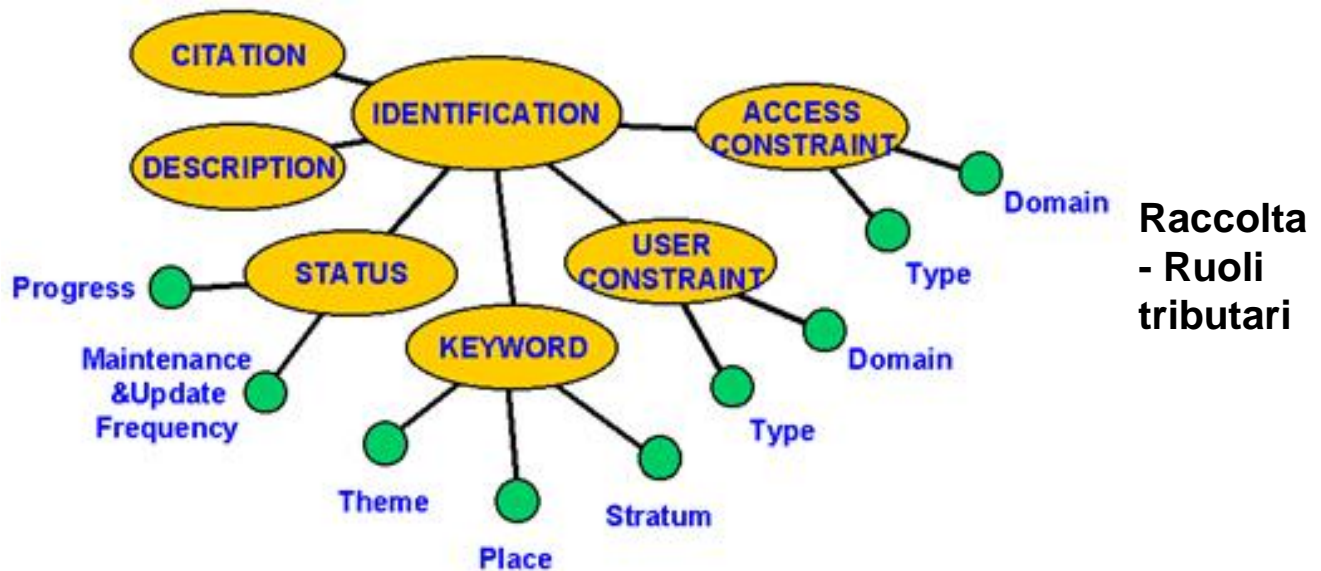 CITATION
IDENTIFICATION
ACCESS
CONSTRAINT
DESCRIPTION
Domain
Type
USER
CONSTRAINT
STATUS
Progress
KEYWORD
Domain
Maintenance
&Update
Frequency
Type
Theme
Stratum
Place
Raccolta
- Ruoli
tributari